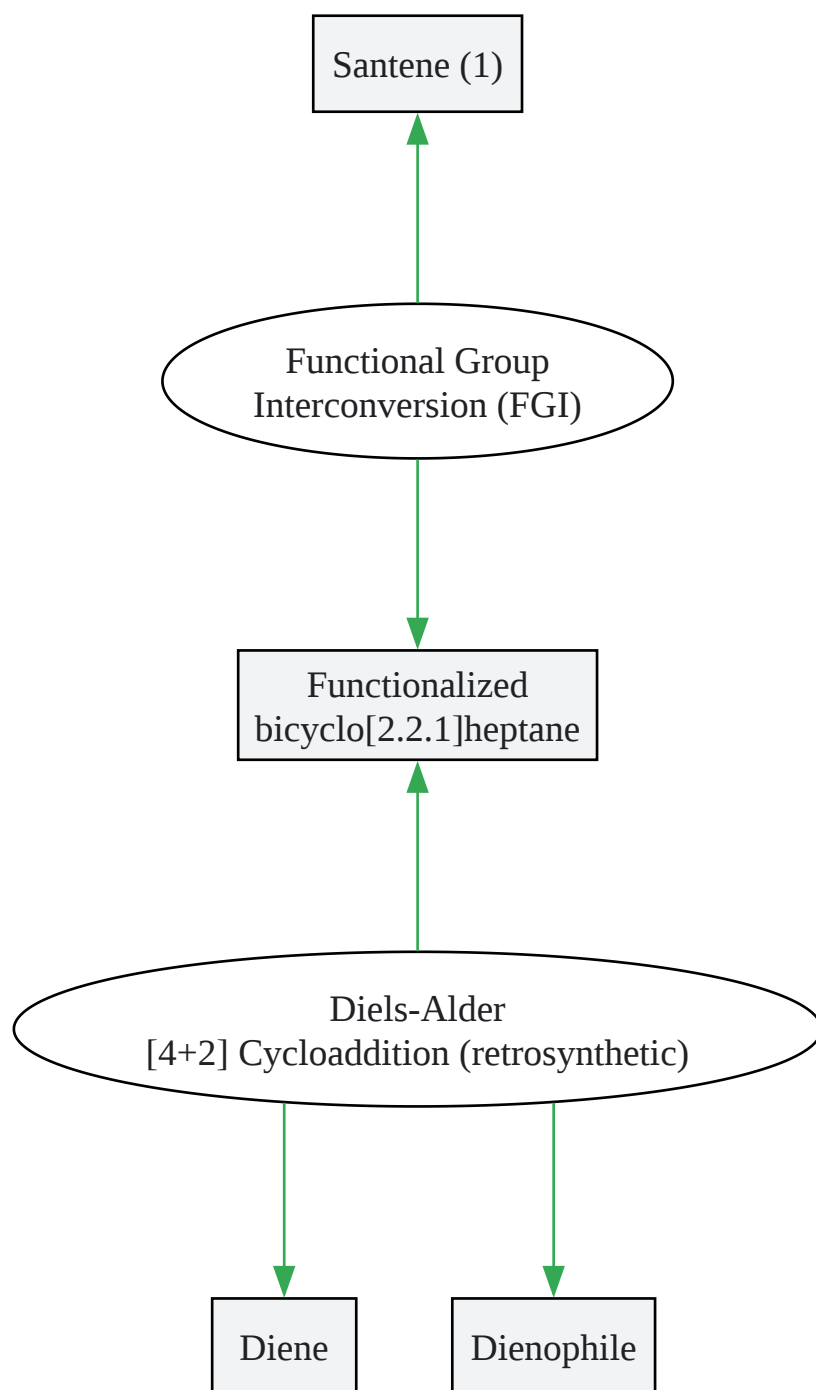 Santene (1)
Functional Group
Interconversion (FGI)
Functionalized
bicyclo[2.2.1]heptane
Diels-Alder
[4+2] Cycloaddition (retrosynthetic)
Diene
Dienophile